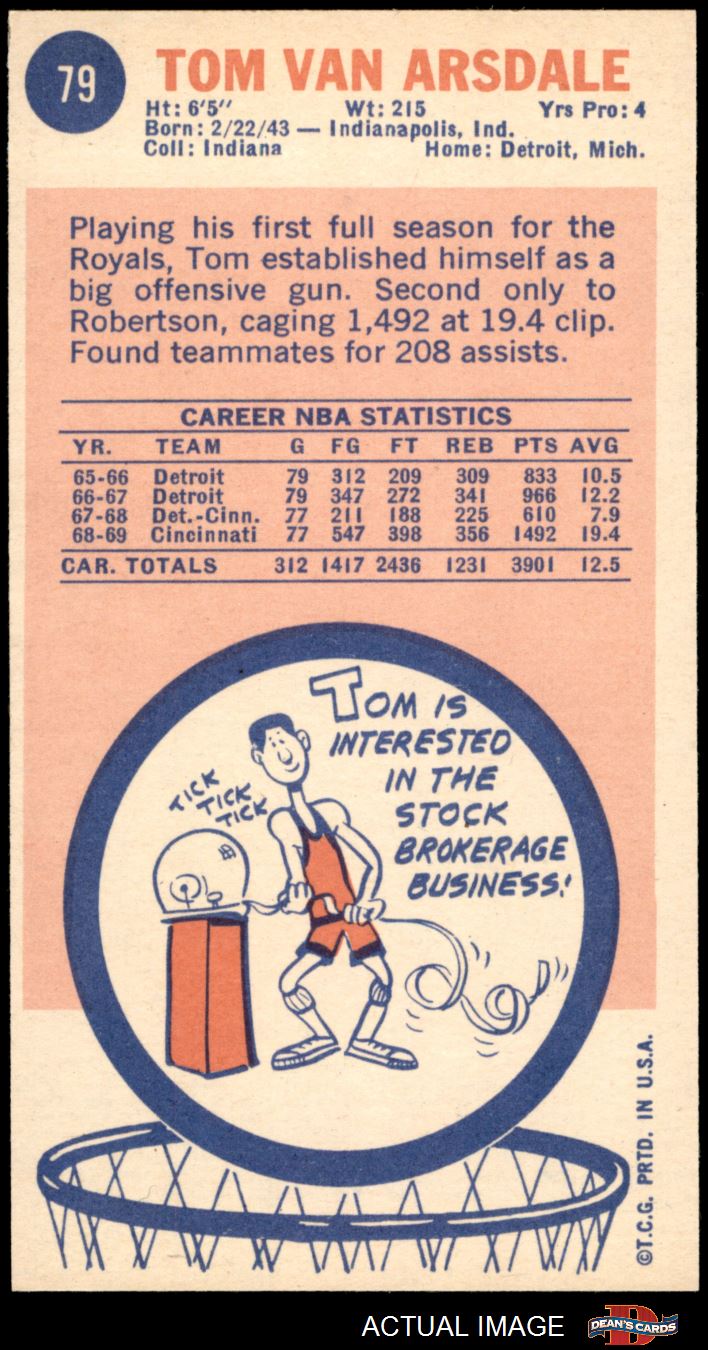 79
TOM VAN ARSDALE
Ht: 6'5" Wt: 215 Yrs Pro: 4
Born: 2/22/43 — Indianapolis, Ind.
Coll: Indiana Home: Detroit, Mich.
Playing his first full season for the
Royals, Tom established himself as a
big offensive gun. Second only to
Robertson, caging 1,492 at 19.4 clip.
Found teammates for 208 assists.
CAREER NBA STATISTICS
YR. TEAM G FG FT REB PTS AVG
65-66 Detroit 79 312 209 309 833 10.5
66-67 Detroit 79 347 272 341 966 12.2
67-68 Det.-Cinn. 77 211 188 225 610 7.9
68-69 Cincinnati 77 547 398 356 1492 19.4
CAR. TOTALS 312 1417 2436 1231 3901 12.5
TOM IS
INTERESTED
IN THE
STOCK
BROKERAGE
BUSINESS!
TICK
TICK
TICK
©T.C.G. PRTD. IN U.S.A.
ACTUAL IMAGE
DEAN'S CARDS